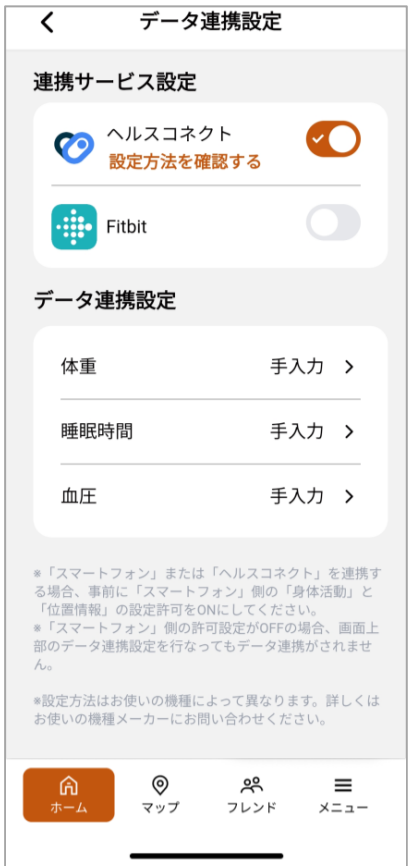 データ連携設定
連携サービス設定
ヘルスコネクト
設定方法を確認する
Fitbit
データ連携設定
体重 手入力
睡眠時間 手入力
血圧 手入力
※「スマートフォン」または「ヘルスコネクト」を連携す
る場合、事前に「スマートフォン」側の「身体活動」と
「位置情報」の設定許可をONにしてください。
※「スマートフォン」側の許可設定がOFFの場合、画面上
部のデータ連携設定を行なってもデータ連携がされませ
ん。
※設定方法はお使いの機種によって異なります。詳しくは
お使いの機種メーカーにお問い合わせください。
ホーム マップ フレンド メニュー